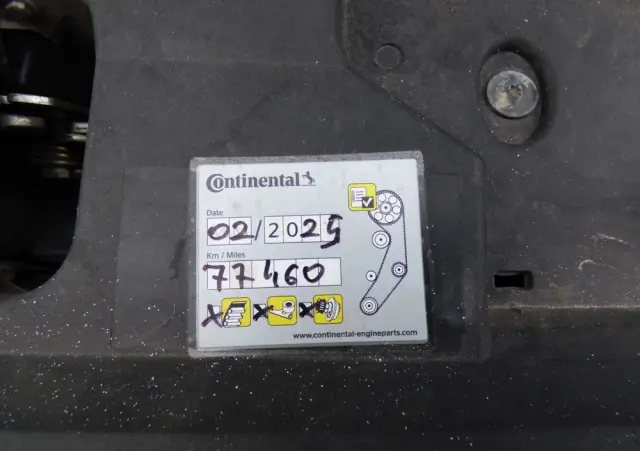 Continental
Date
02/2025
Km / Miles
77460
X X X
www.continental-engineparts.com